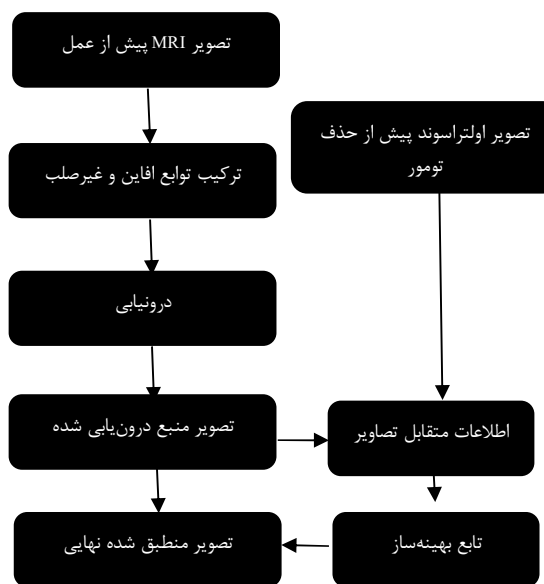 تصویر MRI پیش از عمل
تصویر اولتراسوند پیش از حذف
تومور
ترکیب توابع افاین و غیرصلب
درونیابی
تصویر منبع درون‌یابی شده
اطلاعات متقابل تصاویر
تصویر منطبق شده نهایی
تابع بهینه‌ساز